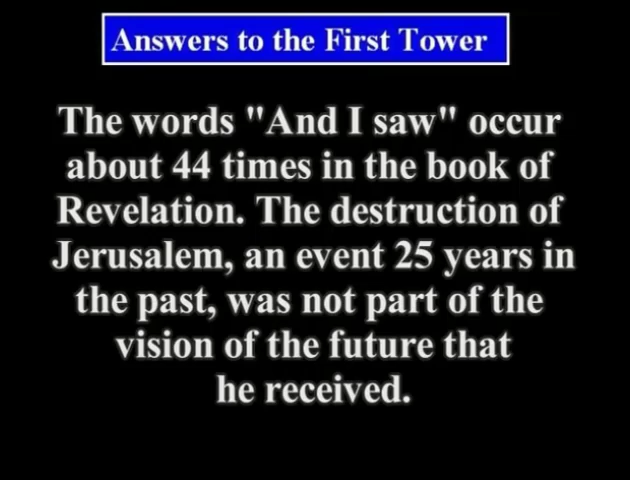 Answers to the First Tower
The words "And I saw" occur
about 44 times in the book of
Revelation. The destruction of
Jerusalem, an event 25 years in
the past, was not part of the
vision of the future that
he received.